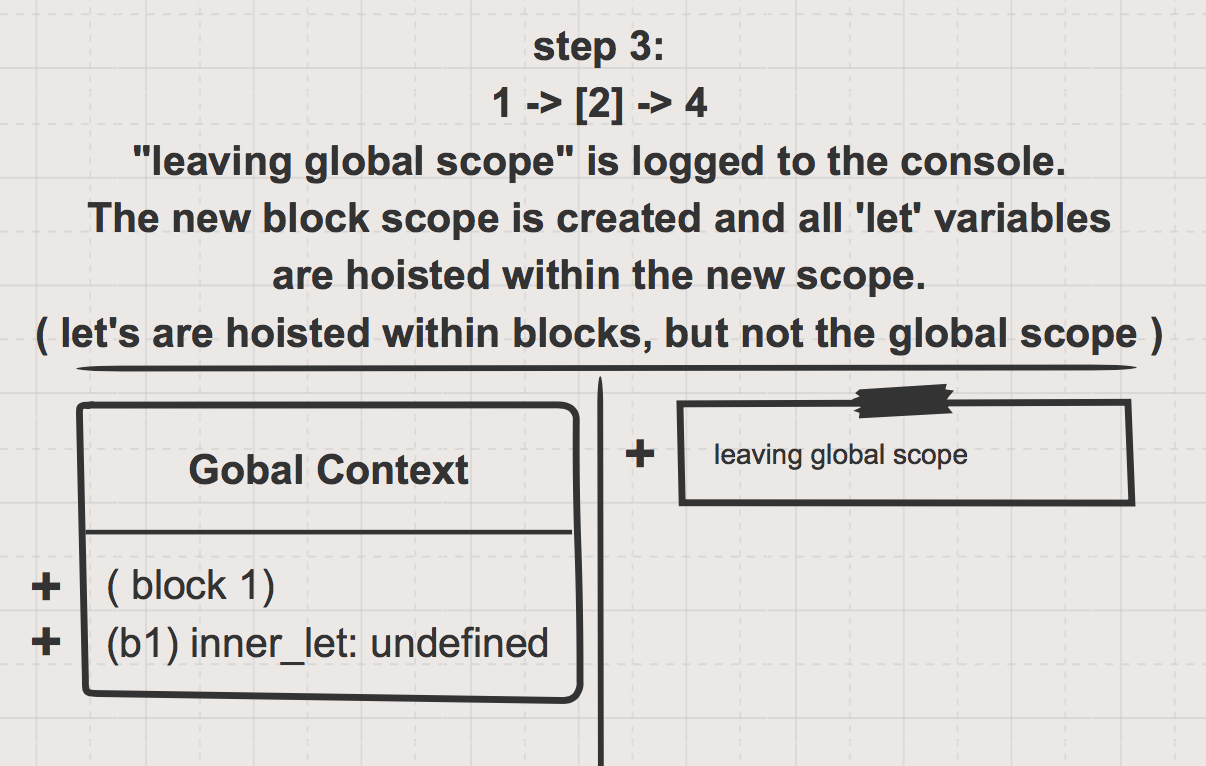 step 3:
1 -> [2] -> 4
"leaving global scope" is logged to the console.
The new block scope is created and all 'let' variables
are hoisted within the new scope.
( let's are hoisted within blocks, but not the global scope )
Gobal Context
+ ( block 1)
+ (b1) inner_let: undefined
+ leaving global scope